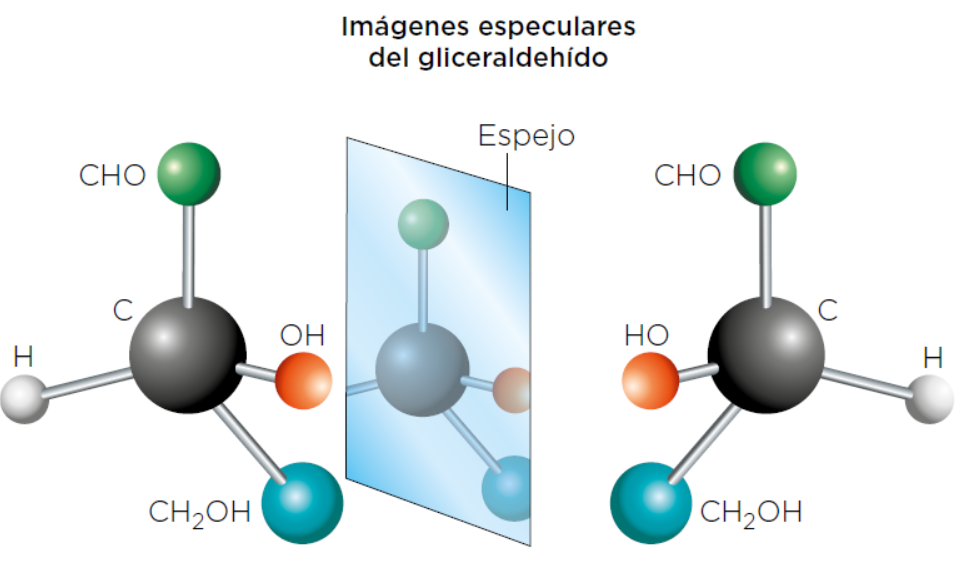 Imágenes especulares
del gliceraldehído
Espejo
CHO
C
OH
H
CH₂OH
CHO
C
HO
H
CH₂OH